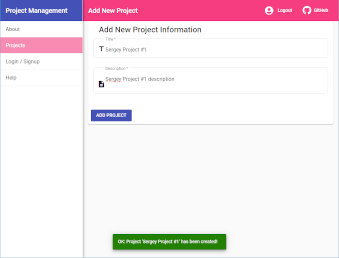 Project Management
Add New Project
Logout
GitHub
About
Projects
Login / Signup
Help
Add New Project Information
Title *
Sergey Project #1
Description *
Sergey Project #1 description
ADD PROJECT
OK: Project 'Sergey Project #1' has been created!